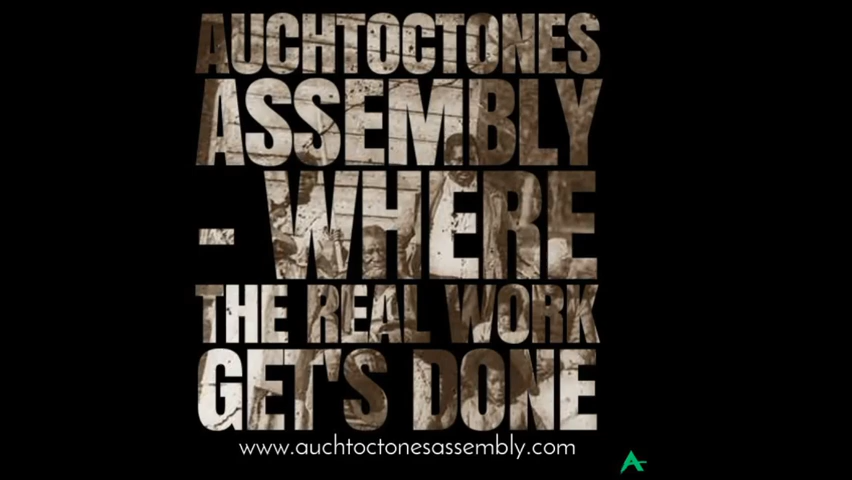 AUCHTOCTONES
ASSEMBLY
- WHERE
THE REAL WORK
GET'S DONE
www.auchtoctonesassembly.com